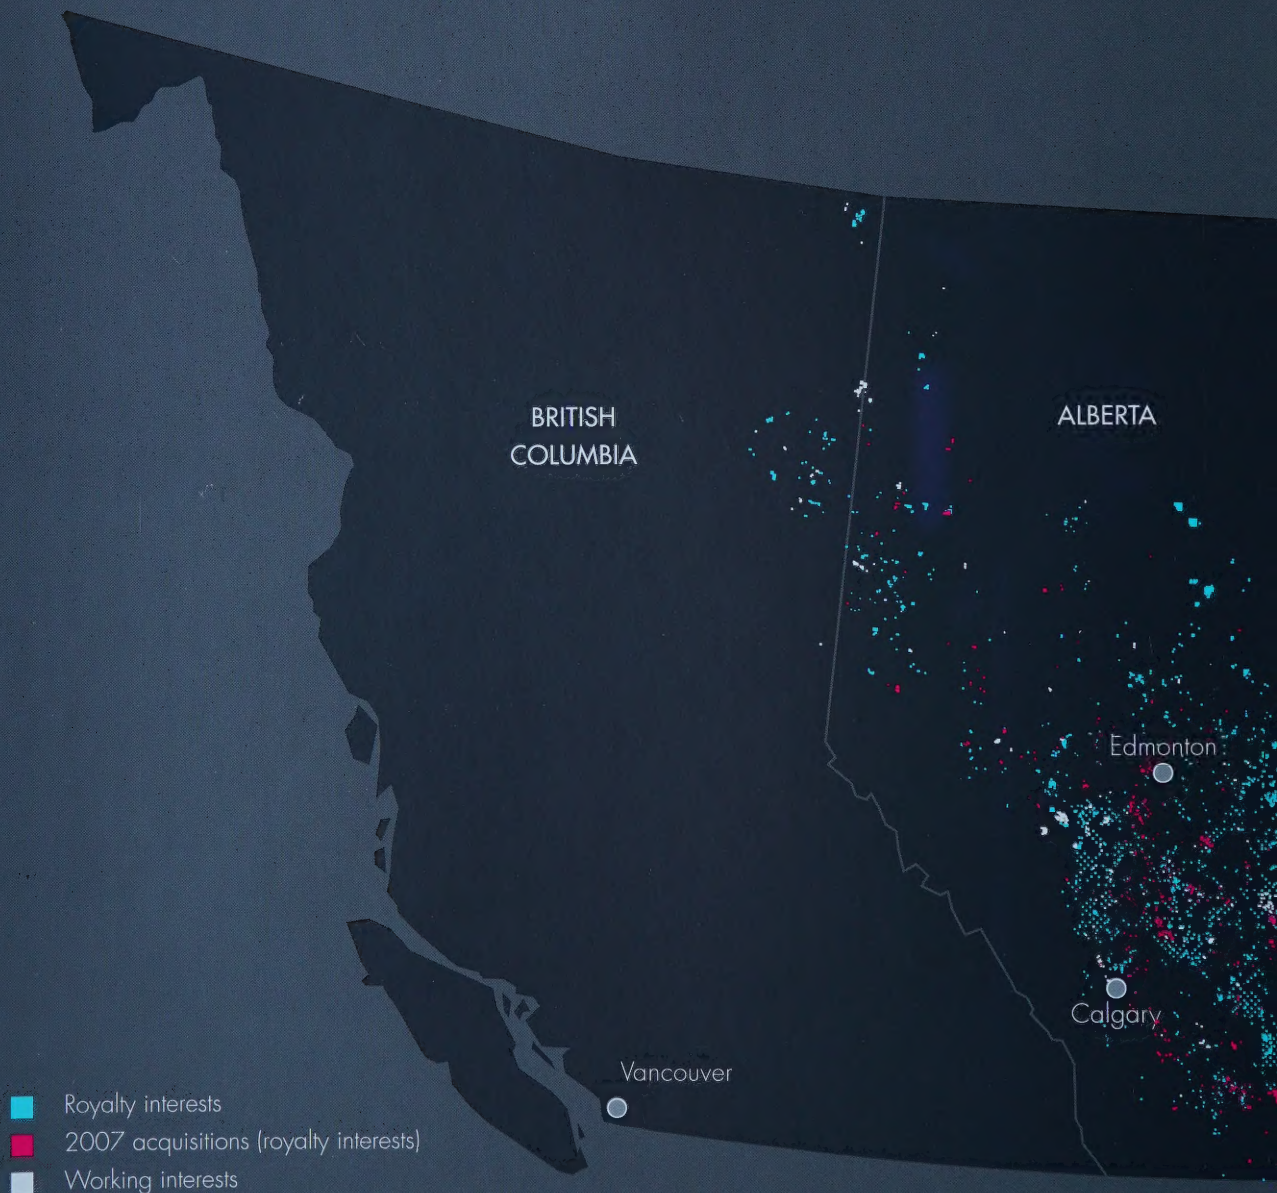 BRITISH
COLUMBIA
ALBERTA
Edmonton
Calgary
Vancouver
Royalty interests
2007 acquisitions (royalty interests)
Working interests